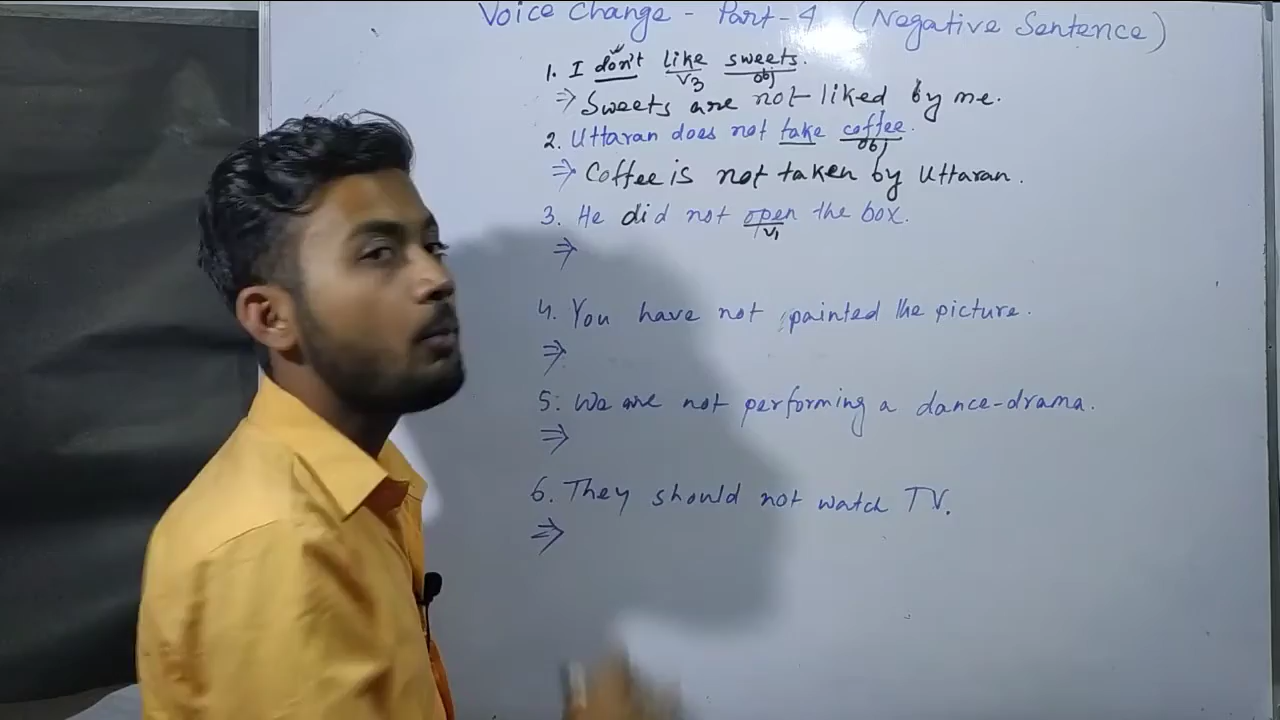 Voice Change - Part-4 (Negative Sentence)
1. I don't like sweets.
V3 obj
⇒ Sweets are not liked by me.
2. Uttaran does not take coffee.
obj
⇒ Coffee is not taken by Uttaran.
3. He did not open the box.
V1
⇒
4. You have not painted the picture.
⇒
5. We are not performing a dance-drama.
⇒
6. They should not watch TV.
⇒